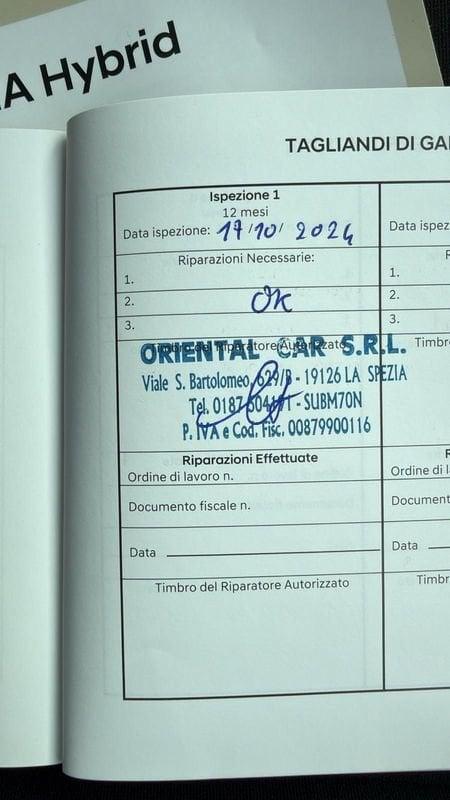 A Hybrid
TAGLIANDI DI GA
Ispezione 1
12 mesi
Data ispezione: 17/10/2024
Data ispez
Riparazioni Necessarie:
1.
1.
2. OK
2.
3.
3.
Timbro del Riparatore Autorizzato
Timbro
ORIENTAL CAR S.R.L.
Viale S. Bartolomeo, 629/B - 19126 LA SPEZIA
Tel. 0187 - SUBM70N
P. IVA e Cod. Fisc. 00879900116
Riparazioni Effettuate
Ordine di lavoro n.
Ordine di l
Documento fiscale n.
Document
Data
Data
Timbro del Riparatore Autorizzato
Timbr